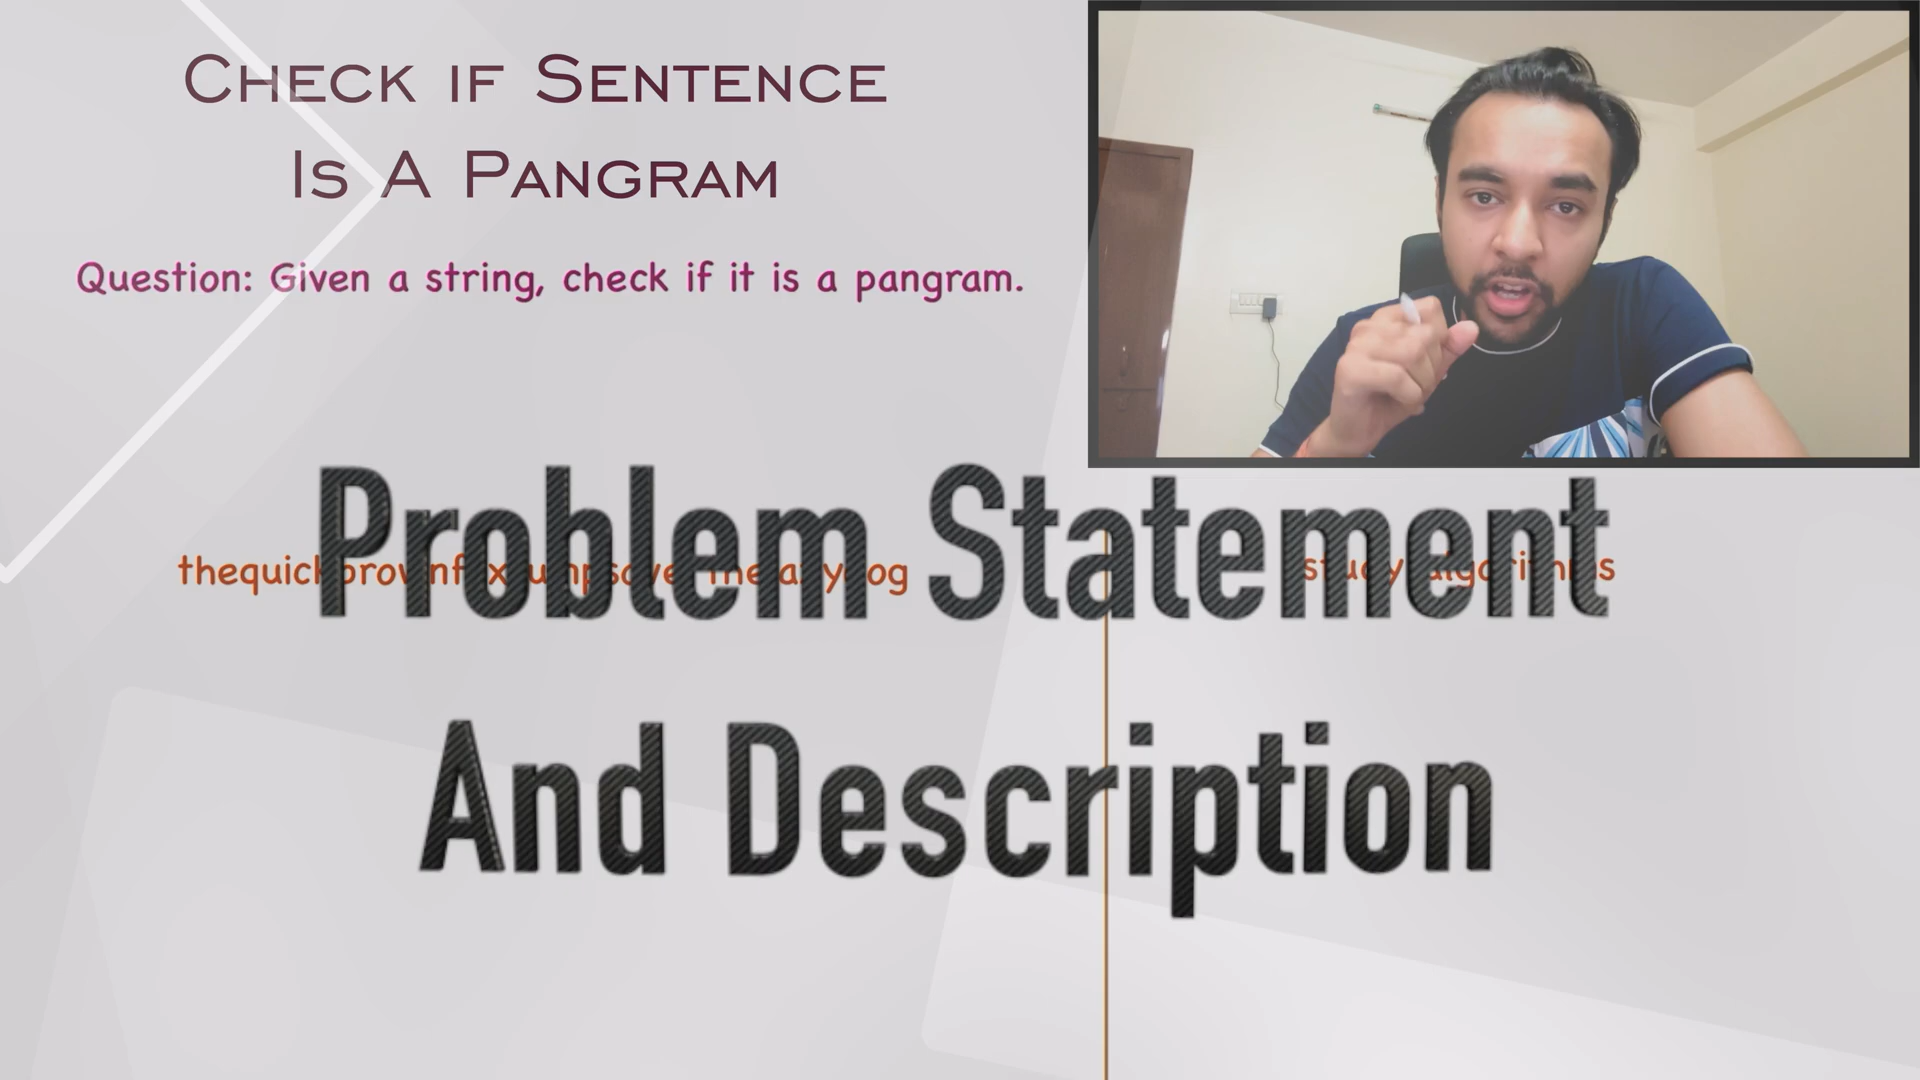 Check if Sentence
Is A Pangram
Question: Given a string, check if it is a pangram.
Problem Statement
And Description